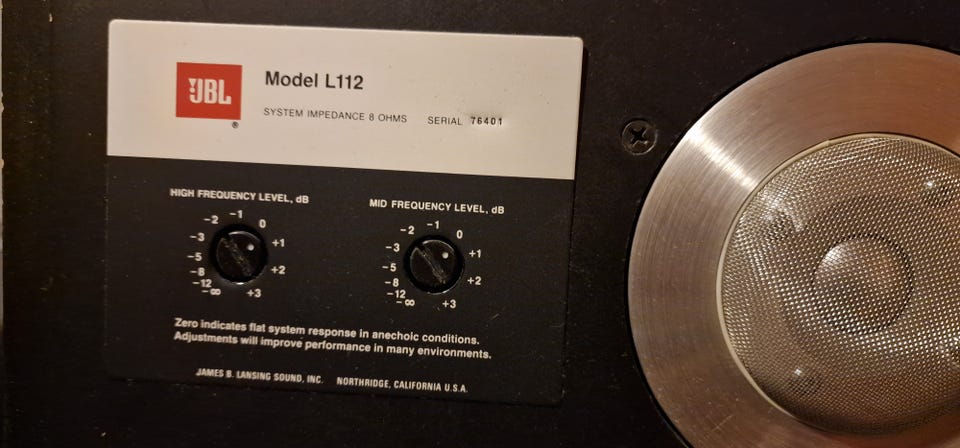 JBL
®
Model L112
SYSTEM IMPEDANCE 8 OHMS SERIAL 76401
HIGH FREQUENCY LEVEL, dB
-2 -1 0
-3 +1
-5
-8 +2
-12
-∞ +3
MID FREQUENCY LEVEL, dB
-2 -1 0
-3 +1
-5
-8 +2
-12
-∞ +3
Zero indicates flat system response in anechoic conditions.
Adjustments will improve performance in many environments.
JAMES B. LANSING SOUND, INC. NORTHRIDGE, CALIFORNIA U.S.A.